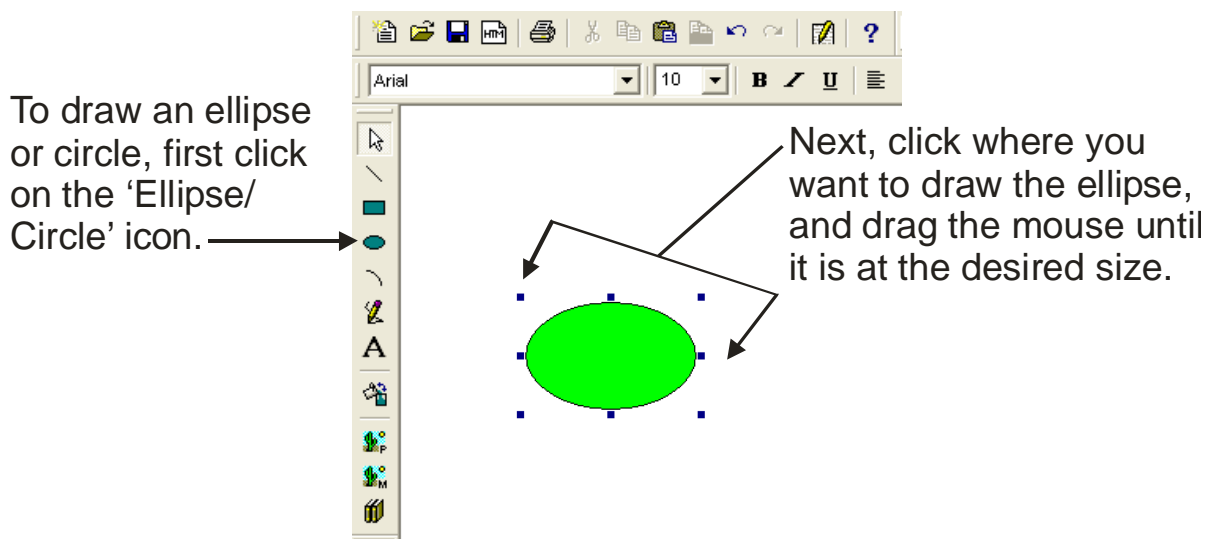 HTM
?
Arial
10
B I U
To draw an ellipse
or circle, first click
on the ‘Ellipse/
Circle’ icon.
A
P
M
Next, click where you
want to draw the ellipse,
and drag the mouse until
it is at the desired size.